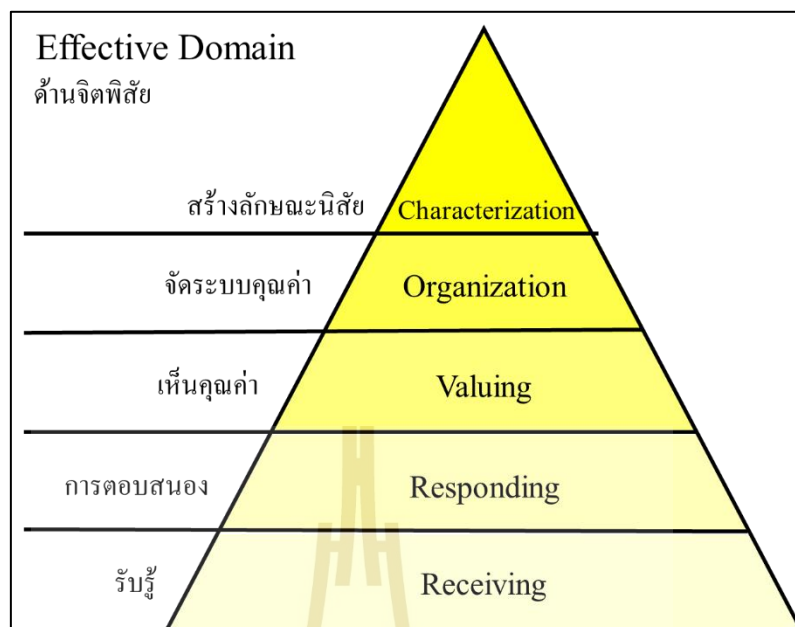 Effective Domain
ด้านจิตพิสัย
สร้างลักษณะนิสัย Characterization
จัดระบบคุณค่า Organization
เห็นคุณค่า Valuing
การตอบสนอง Responding
รับรู้ Receiving